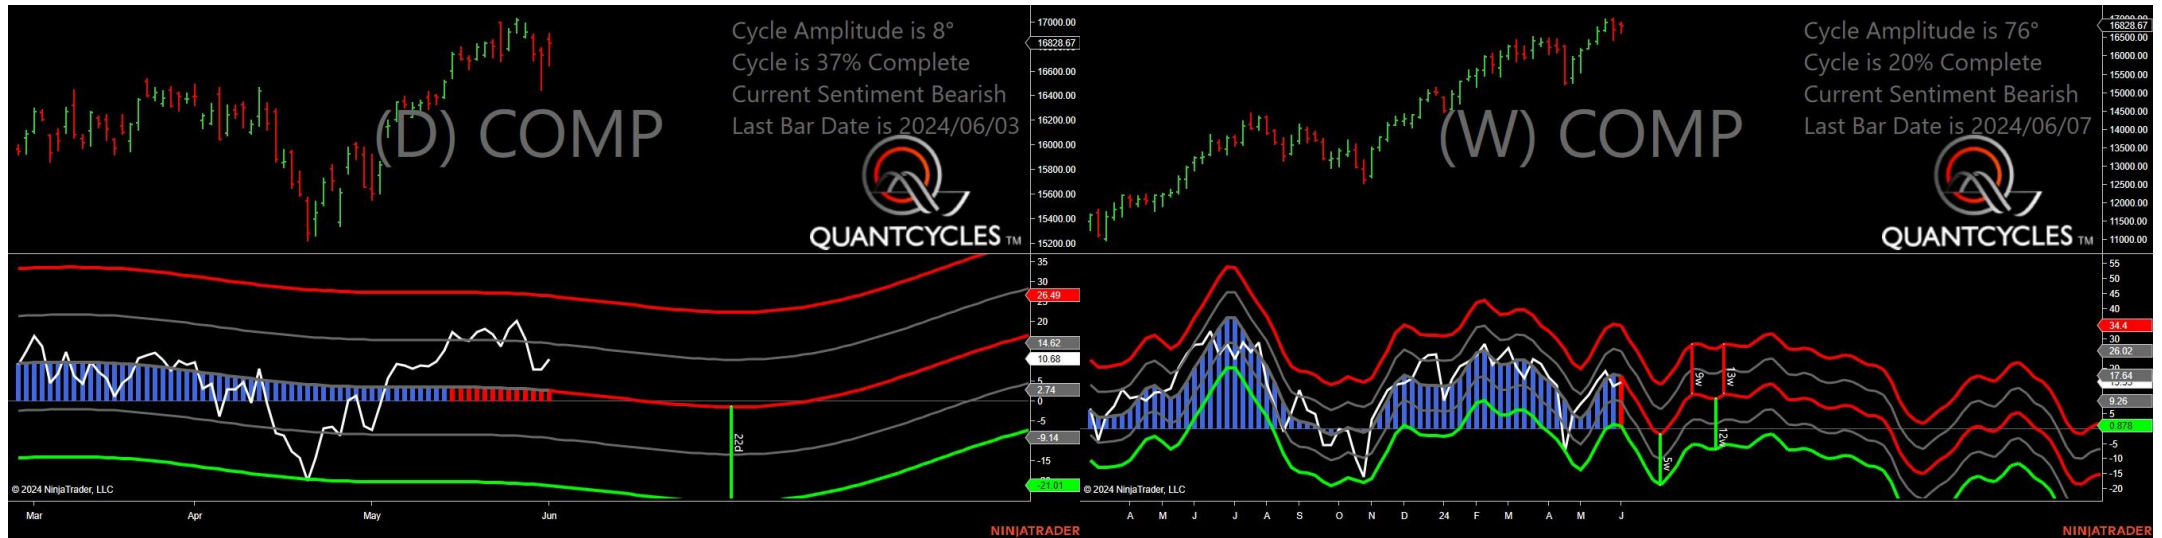 Cycle Amplitude is 8°
Cycle is 37% Complete
Current Sentiment Bearish
Last Bar Date is 2024/06/03
(D) COMP
QUANTCYCLES TM
17000.00
16828.67
16600.00
16400.00
16200.00
16000.00
15800.00
15600.00
15400.00
15200.00
35
30
26.49
20
14.62
10.68
5
2.74
0
-5
-9.14
-15
-21.01
22d
© 2024 NinjaTrader, LLC
Mar Apr May Jun
NINJATRADER
Cycle Amplitude is 76°
Cycle is 20% Complete
Current Sentiment Bearish
Last Bar Date is 2024/06/07
(W) COMP
QUANTCYCLES TM
17000.00
16828.67
16500.00
16000.00
15500.00
15000.00
14500.00
14000.00
13500.00
13000.00
12500.00
12000.00
11500.00
11000.00
55
50
45
40
34.4
30
26.02
17.64
9.26
5
0.878
-5
-10
-15
-20
9w
13w
12w
5w
© 2024 NinjaTrader, LLC
A M J J A S O N D 24 F M A M J
NINJATRADER